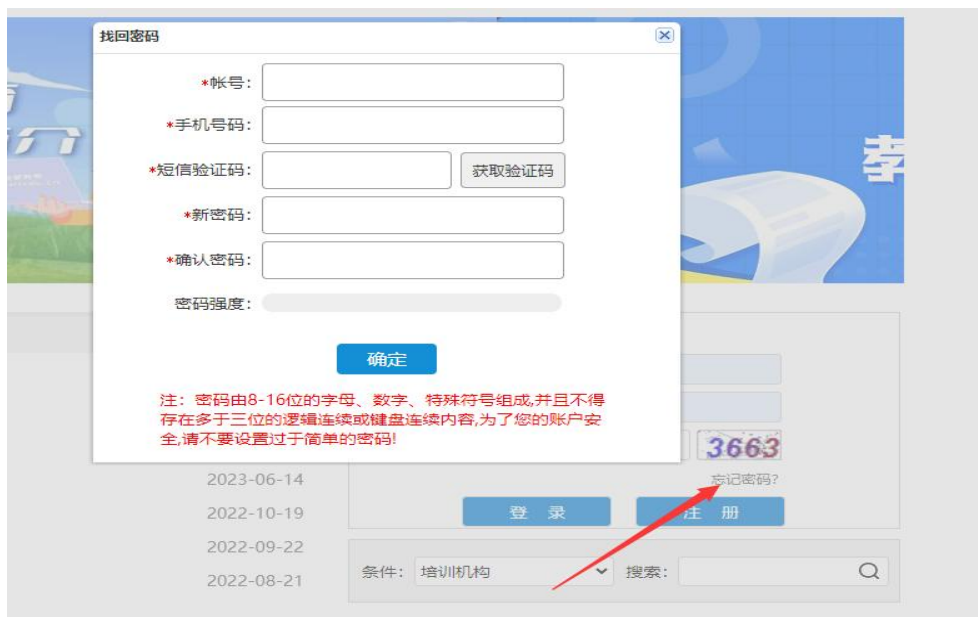 找回密码
*帐号：
*手机号码：
*短信验证码： 获取验证码
*新密码：
*确认密码：
密码强度：
确定
注：密码由8-16位的字母、数字、特殊符号组成,并且不得
存在多于三位的逻辑连续或键盘连续内容,为了您的账户安
全,请不要设置过于简单的密码!
孝
3663
忘记密码?
登 录 注 册
2023-06-14
2022-10-19
2022-09-22
2022-08-21
条件： 培训机构 搜索：